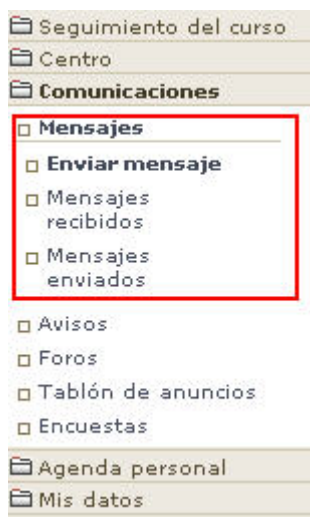 Seguimiento del curso
Centro
Comunicaciones
Mensajes
Enviar mensaje
Mensajes
recibidos
Mensajes
enviados
Avisos
Foros
Tablón de anuncios
Encuestas
Agenda personal
Mis datos